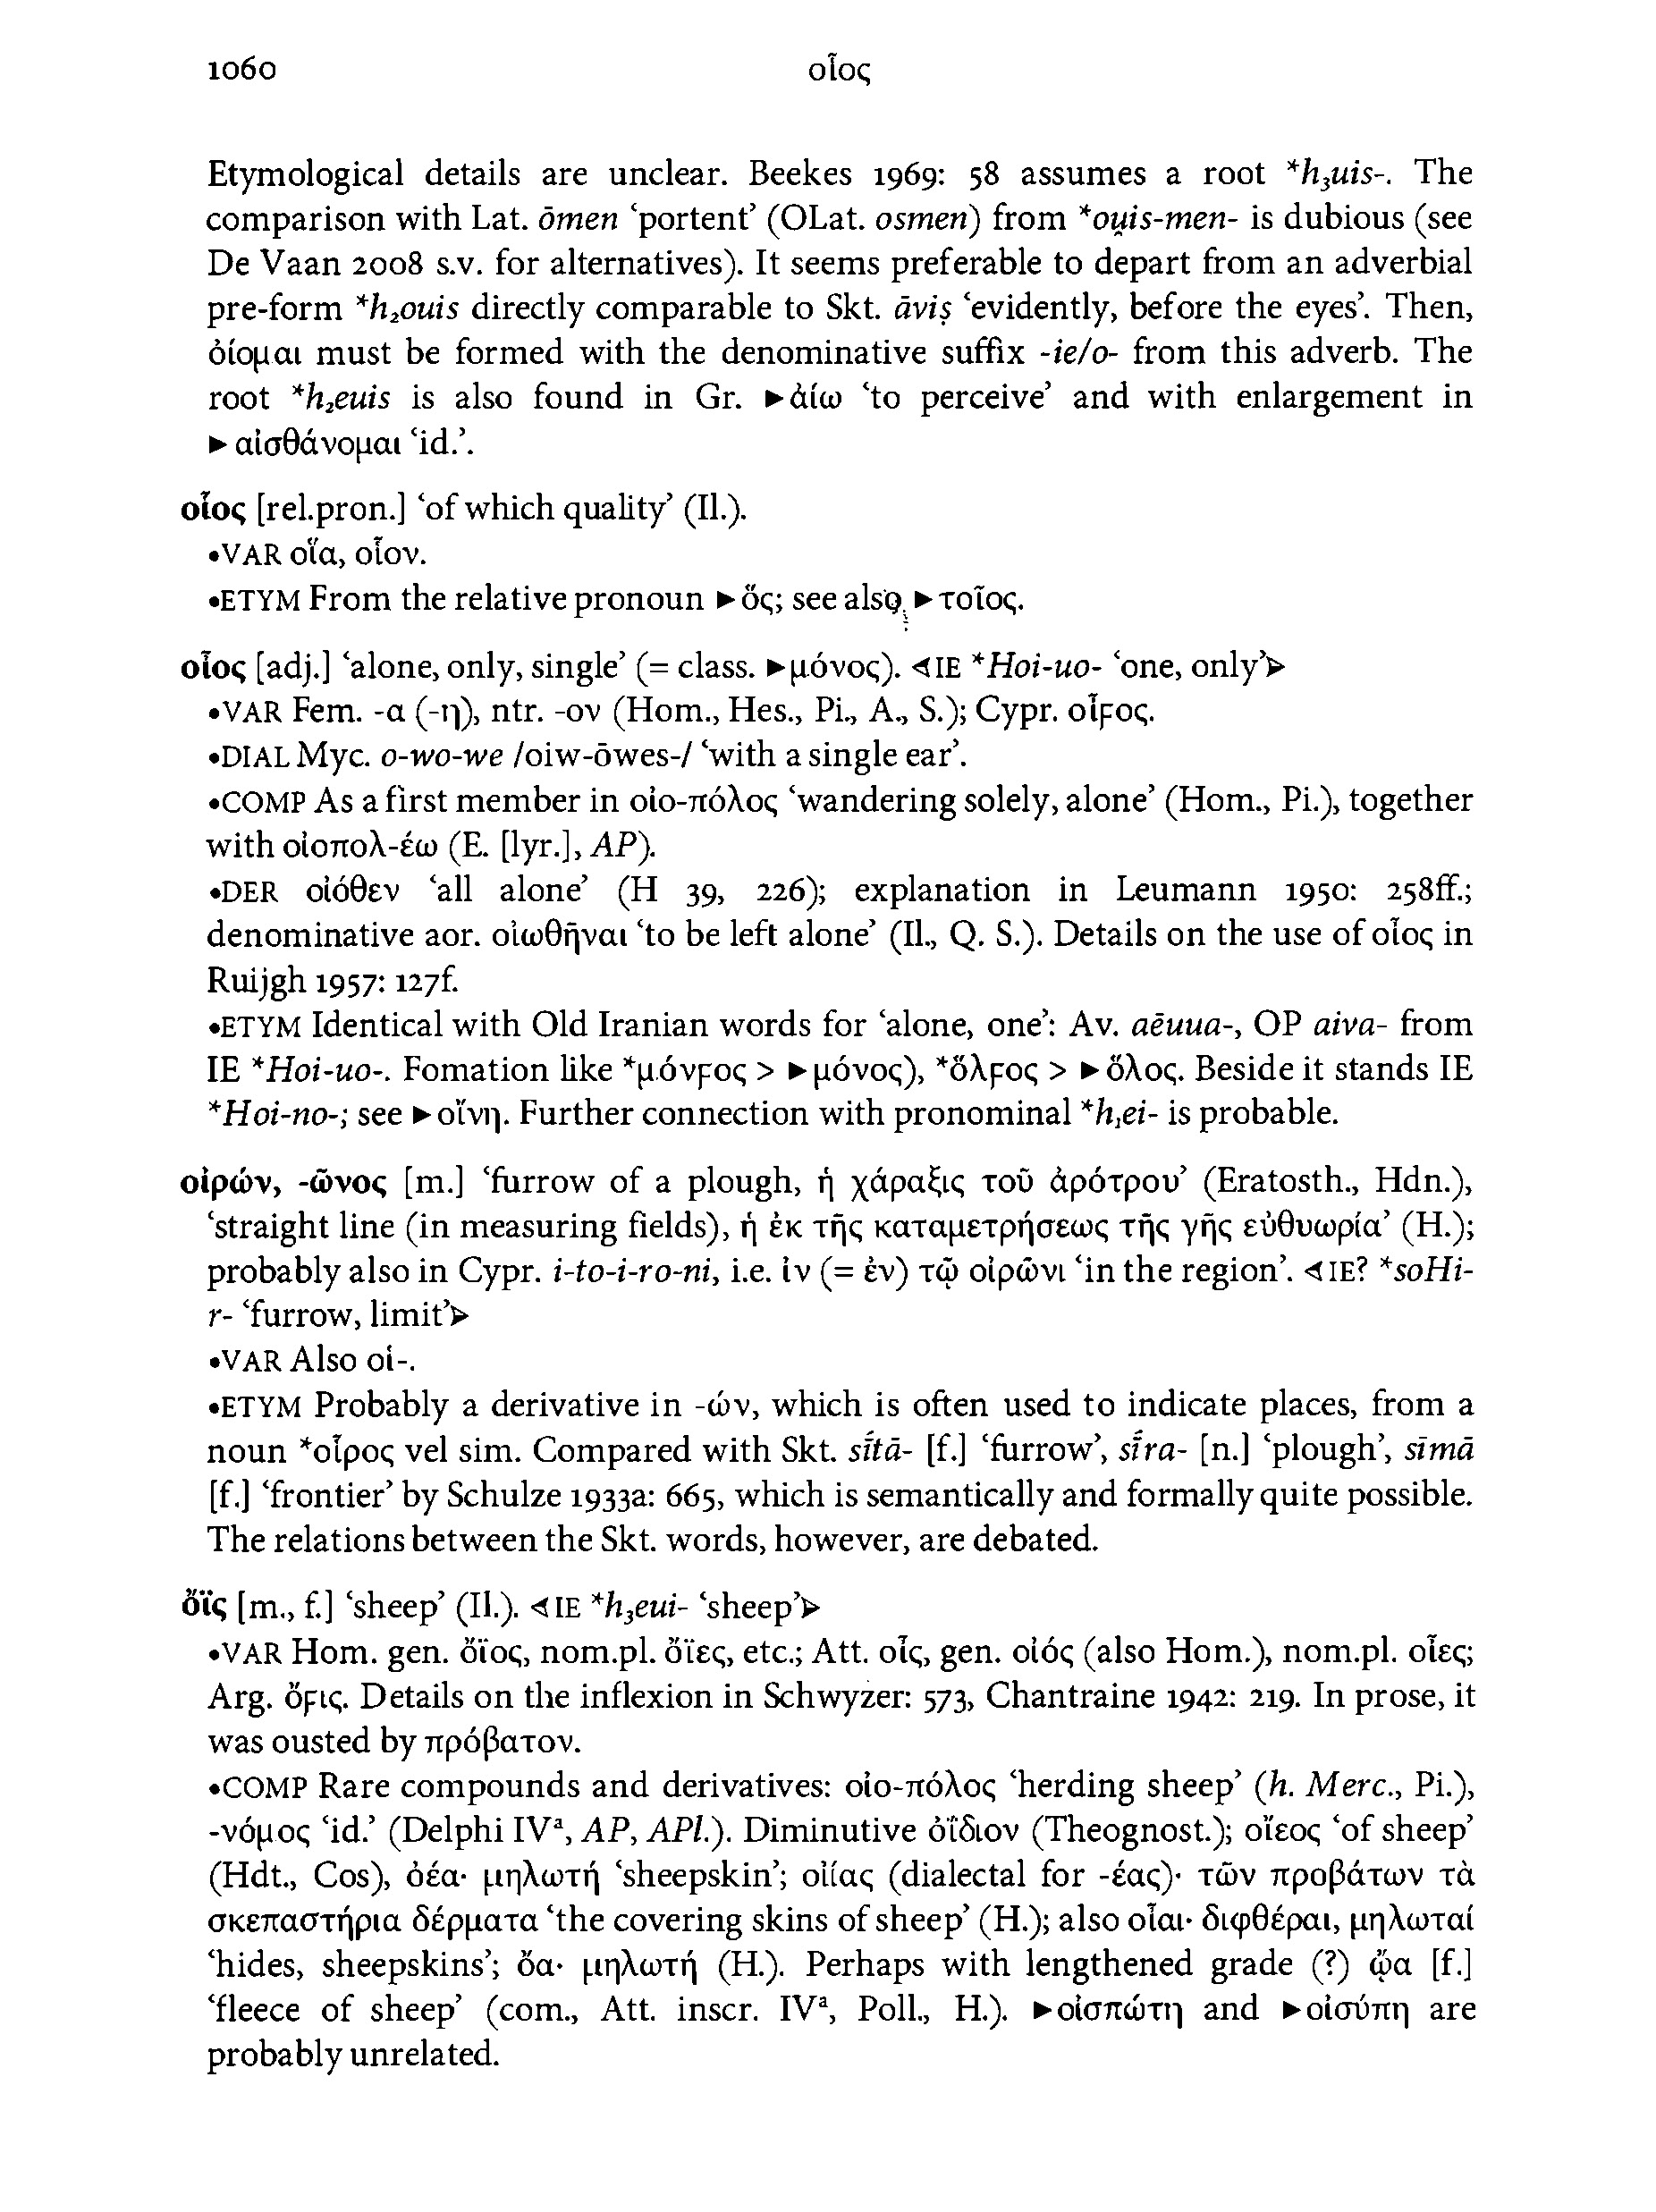 1060 οἷος
Etymological details are unclear. Beekes 1969: 58 assumes a root *h₃uis-. The
comparison with Lat. ōmen ‘portent’ (OLat. osmen) from *ou̯is-men- is dubious (see
De Vaan 2008 s.v. for alternatives). It seems preferable to depart from an adverbial
pre-form *h₂ouis directly comparable to Skt. āviṣ ‘evidently, before the eyes’. Then,
ὀίομαι must be formed with the denominative suffix -ie/o- from this adverb. The
root *h₂euis is also found in Gr. ►ἀίω ‘to perceive’ and with enlargement in
► αἰσθάνομαι ‘id.’.
οἷος [rel.pron.] ‘of which quality’ (Il.).
•VAR οἵα, οἷον.
•ETYM From the relative pronoun ► ὅς; see also ► τοῖος.
οἶος [adj.] ‘alone, only, single’ (= class. ►μόνος). ◄IE *Hoi-uo- ‘one, only’►
•VAR Fem. -α (-η), ntr. -ον (Hom., Hes., Pi., A., S.); Cypr. οἶϝος.
•DIAL Myc. o-wo-we /oiw-ōwes-/ ‘with a single ear’.
•COMP As a first member in οἰο-πόλος ‘wandering solely, alone’ (Hom., Pi.), together
with οἰοπολ-έω (E. [lyr.], AP).
•DER οἰόθεν ‘all alone’ (H 39, 226); explanation in Leumann 1950: 258ff.;
denominative aor. οἰωθῆναι ‘to be left alone’ (Il., Q. S.). Details on the use of οἶος in
Ruijgh 1957: 127f.
•ETYM Identical with Old Iranian words for ‘alone, one’: Av. aēuua-, OP aiva- from
IE *Hoi-uo-. Fomation like *μόνϝος > ► μόνος), *ὅλϝος > ► ὅλος. Beside it stands IE
*Hoi-no-; see ► οἴνη. Further connection with pronominal *h₁ei- is probable.
οἰρών, -ῶνος [m.] ‘furrow of a plough, ἡ χάραξις τοῦ ἀρότρου’ (Eratosth., Hdn.),
‘straight line (in measuring fields), ἡ ἐκ τῆς καταμετρήσεως τῆς γῆς εὐθυωρία’ (H.);
probably also in Cypr. i-to-i-ro-ni, i.e. ἰν (= ἐν) τῷ οἰρῶνι ‘in the region’. ◄IE? *soHi-
r- ‘furrow, limit’►
•VAR Also οἱ-.
•ETYM Probably a derivative in -ών, which is often used to indicate places, from a
noun *οἶρος vel sim. Compared with Skt. sī́tā- [f.] ‘furrow’, sī́ra- [n.] ‘plough’, sīmā
[f.] ‘frontier’ by Schulze 1933a: 665, which is semantically and formally quite possible.
The relations between the Skt. words, however, are debated.
ὄϊς [m., f.] ‘sheep’ (Il.). ◄IE *h₃eui- ‘sheep’►
•VAR Hom. gen. ὄϊος, nom.pl. ὄϊες, etc.; Att. οἶς, gen. οἰός (also Hom.), nom.pl. οἶες;
Arg. ὄϝις. Details on the inflexion in Schwyzer: 573, Chantraine 1942: 219. In prose, it
was ousted by πρόβατον.
•COMP Rare compounds and derivatives: οἰο-πόλος ‘herding sheep’ (h. Merc., Pi.),
-νόμος ‘id.’ (Delphi IVᵃ, AP, APl.). Diminutive ὀΐδιον (Theognost.); οἴεος ‘of sheep’
(Hdt., Cos), ὀέα· μηλωτή ‘sheepskin’; οἰίας (dialectal for -έας)· τῶν προβάτων τὰ
σκεπαστήρια δέρματα ‘the covering skins of sheep’ (H.); also οἶαι· διφθέραι, μηλωταί
‘hides, sheepskins’; ὄα· μηλωτή (H.). Perhaps with lengthened grade (?) ᾤα [f.]
‘fleece of sheep’ (com., Att. inscr. IVᵃ, Poll., H.). ►οἰσπώτη and ►οἰσύπη are
probably unrelated.